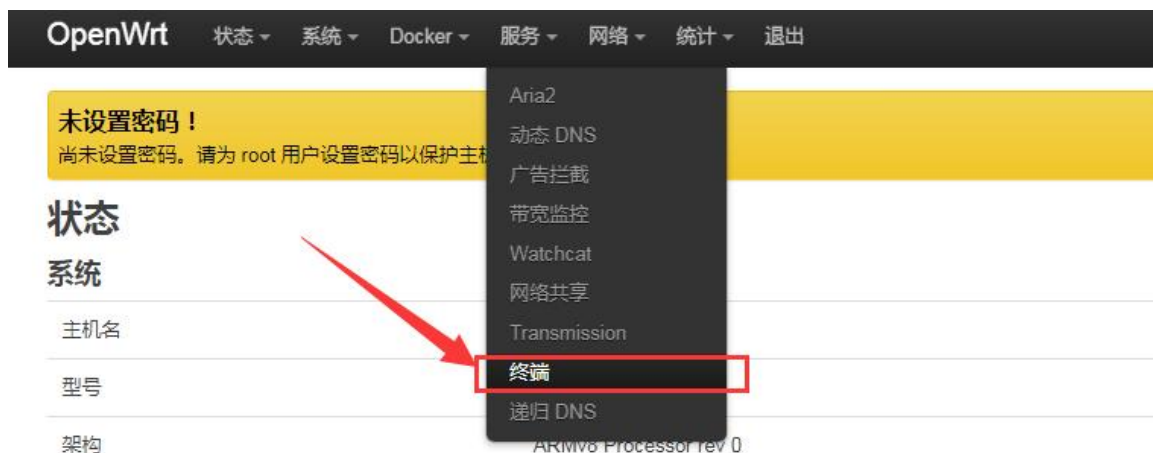 OpenWrt 状态 系统 Docker 服务 网络 统计 退出
未设置密码！
尚未设置密码。请为 root 用户设置密码以保护主
状态
系统
主机名
型号
架构
Aria2
动态 DNS
广告拦截
带宽监控
Watchcat
网络共享
Transmission
终端
递归 DNS
ARMv8 Processor rev 0